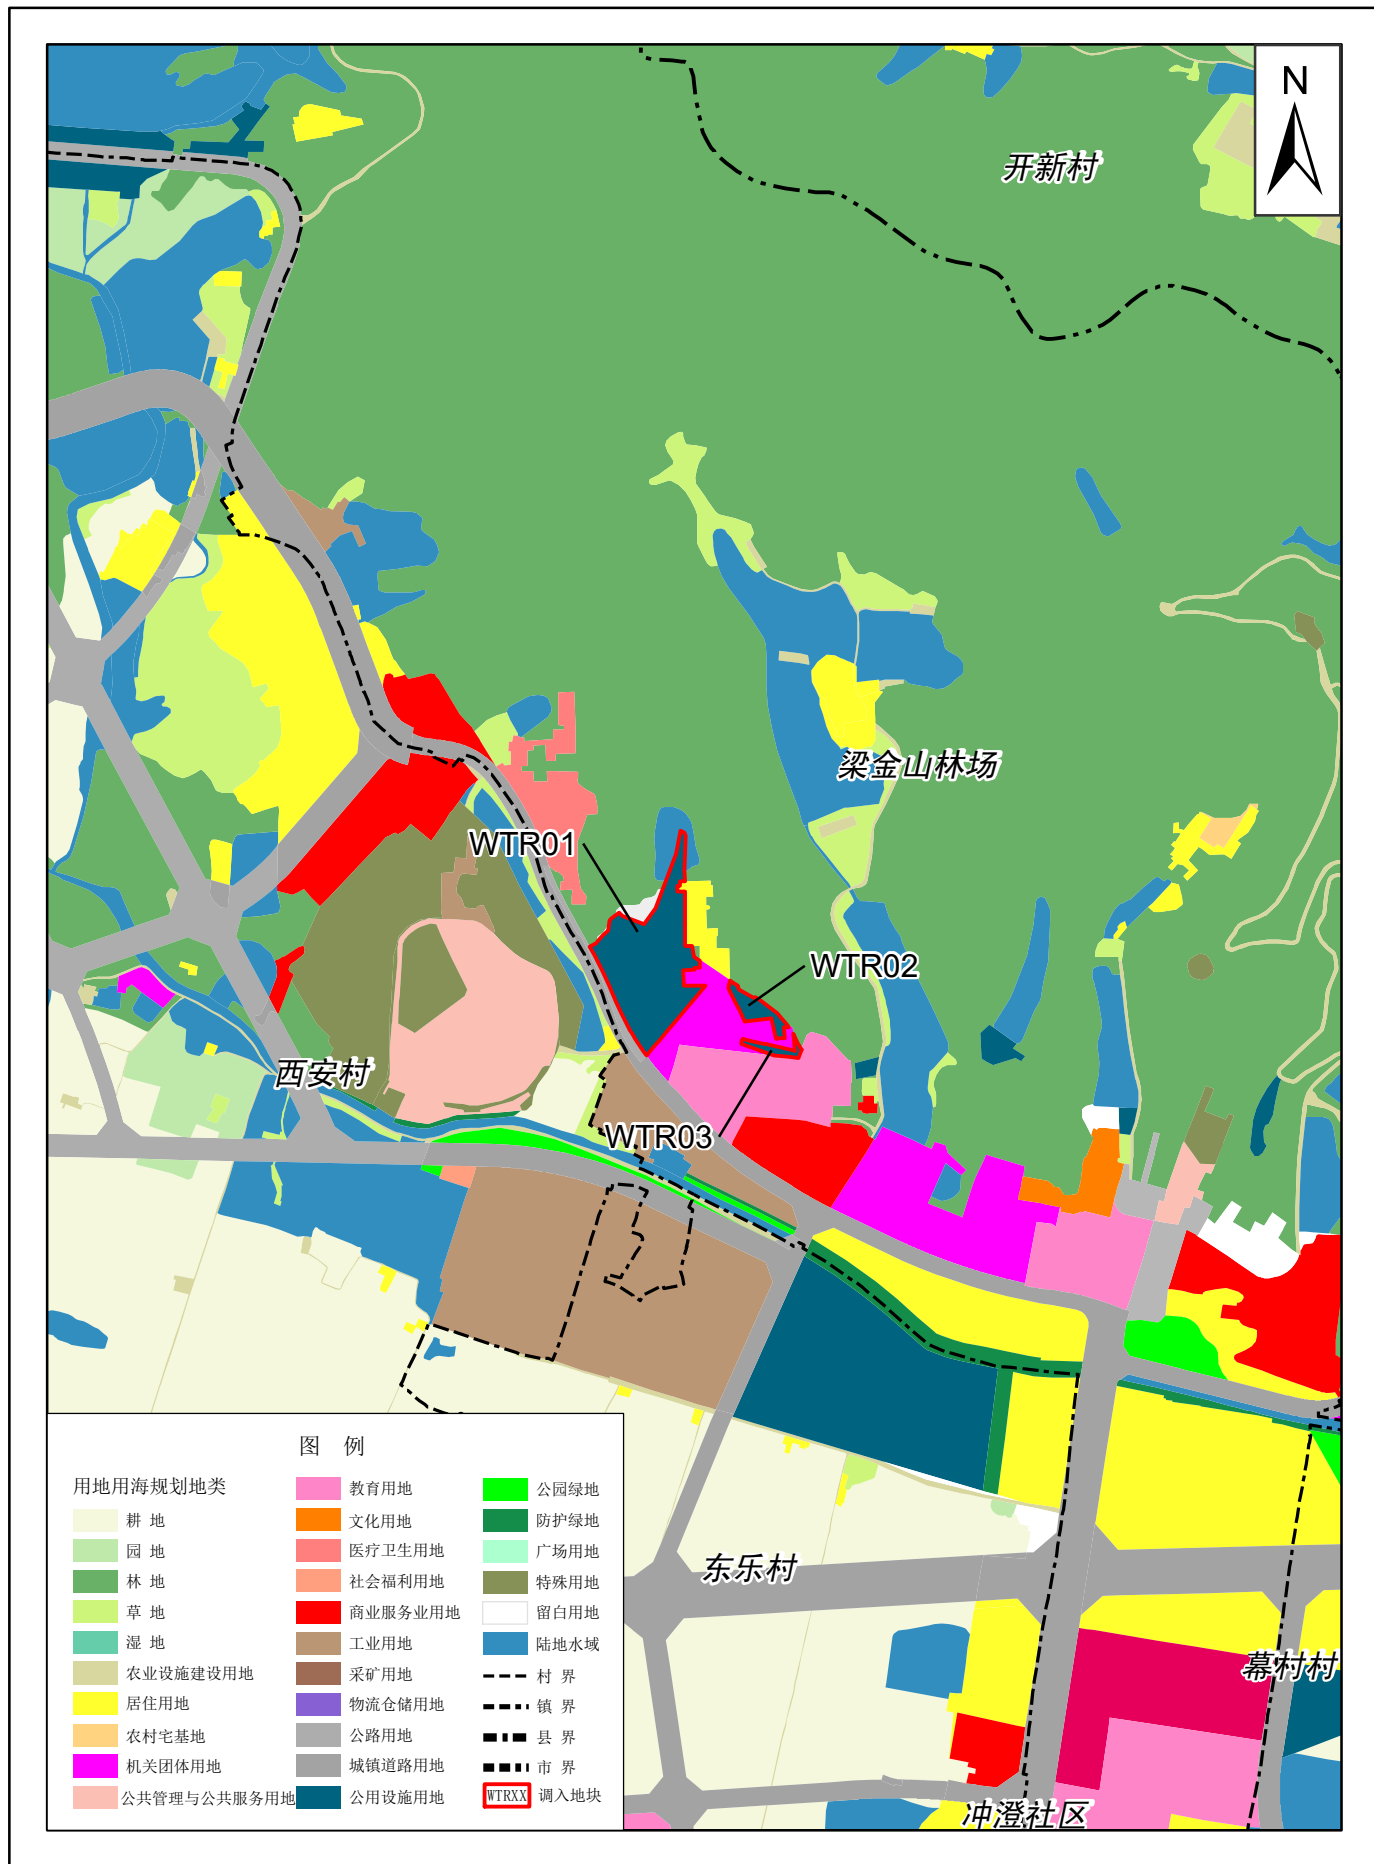 N
开新村
梁金山林场
WTR01
WTR02
WTR03
西安村
东乐村
幕村村
冲澄社区
图 例
用地用海规划地类
耕 地
园 地
林 地
草 地
湿 地
农业设施建设用地
居住用地
农村宅基地
机关团体用地
公共管理与公共服务用地
教育用地
文化用地
医疗卫生用地
社会福利用地
商业服务业用地
工业用地
采矿用地
物流仓储用地
公路用地
城镇道路用地
公用设施用地
公园绿地
防护绿地
广场用地
特殊用地
留白用地
陆地水域
村 界
镇 界
县 界
市 界
WTRXX 调入地块